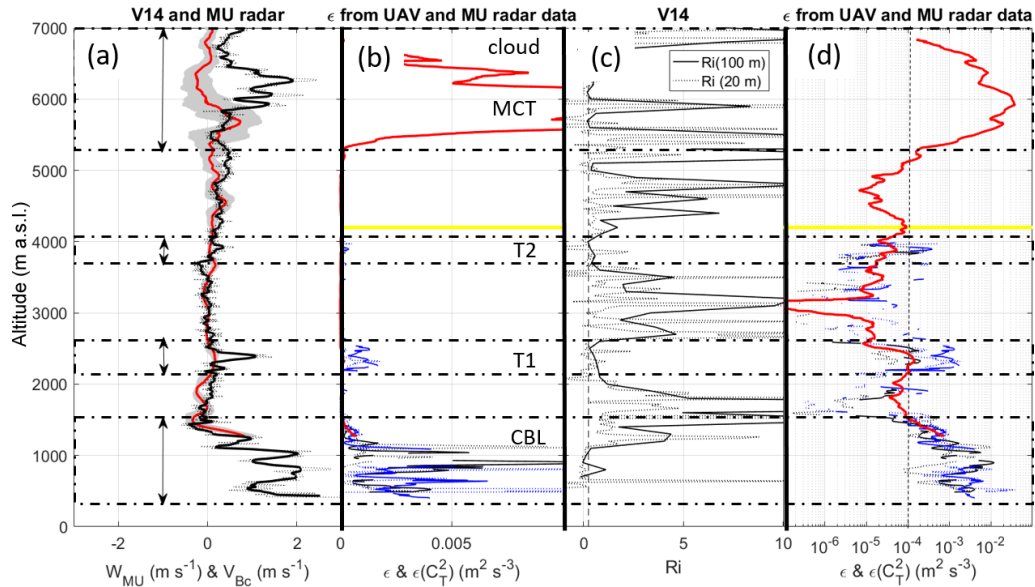 V14 and MU radar
ϵ from UAV and MU radar data
V14
ϵ from UAV and MU radar data
(a)
(b)
(c)
(d)
cloud
MCT
T2
T1
CBL
Ri(100 m)
Ri (20 m)
Altitude (m a.s.l.)
7000
6000
5000
4000
3000
2000
1000
0
-2 0 2
0 0.005
0 5 10
10^-6 10^-5 10^-4 10^-3 10^-2
W_MU (m s^-1) & V_Bc (m s^-1)
ϵ & ϵ(C_T^2) (m^2 s^-3)
Ri
ϵ & ϵ(C_T^2) (m^2 s^-3)